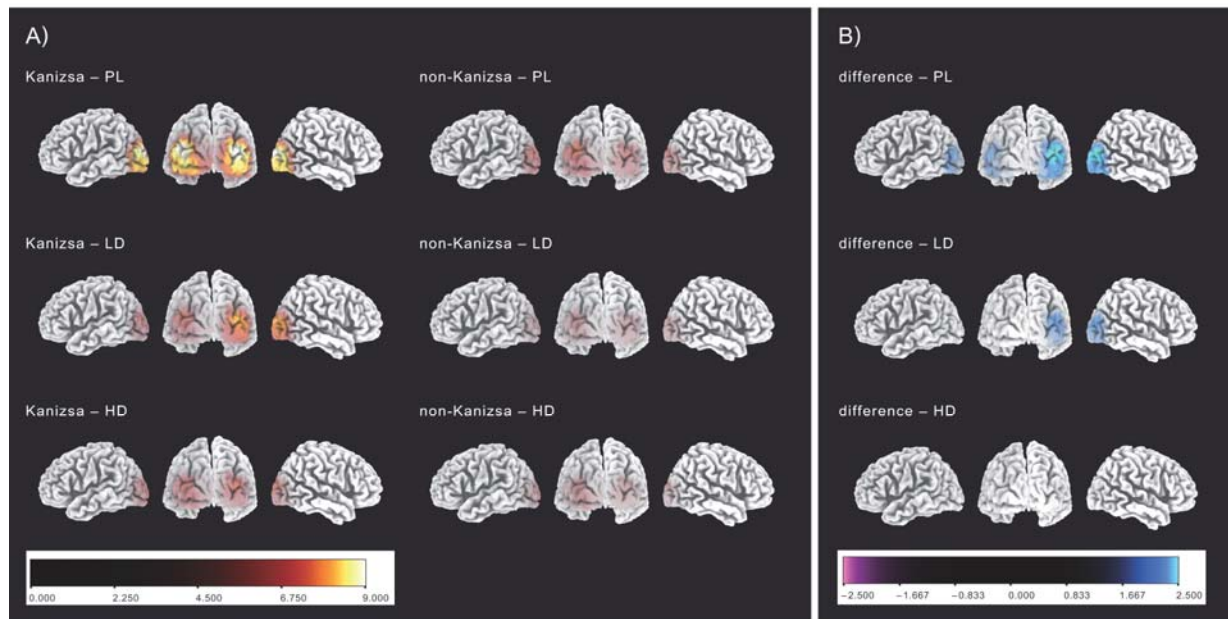 A)
Kanizsa – PL
non-Kanizsa – PL
Kanizsa – LD
non-Kanizsa – LD
Kanizsa – HD
non-Kanizsa – HD
0.000 2.250 4.500 6.750 9.000
B)
difference – PL
difference – LD
difference – HD
−2.500 −1.667 −0.833 0.000 0.833 1.667 2.500